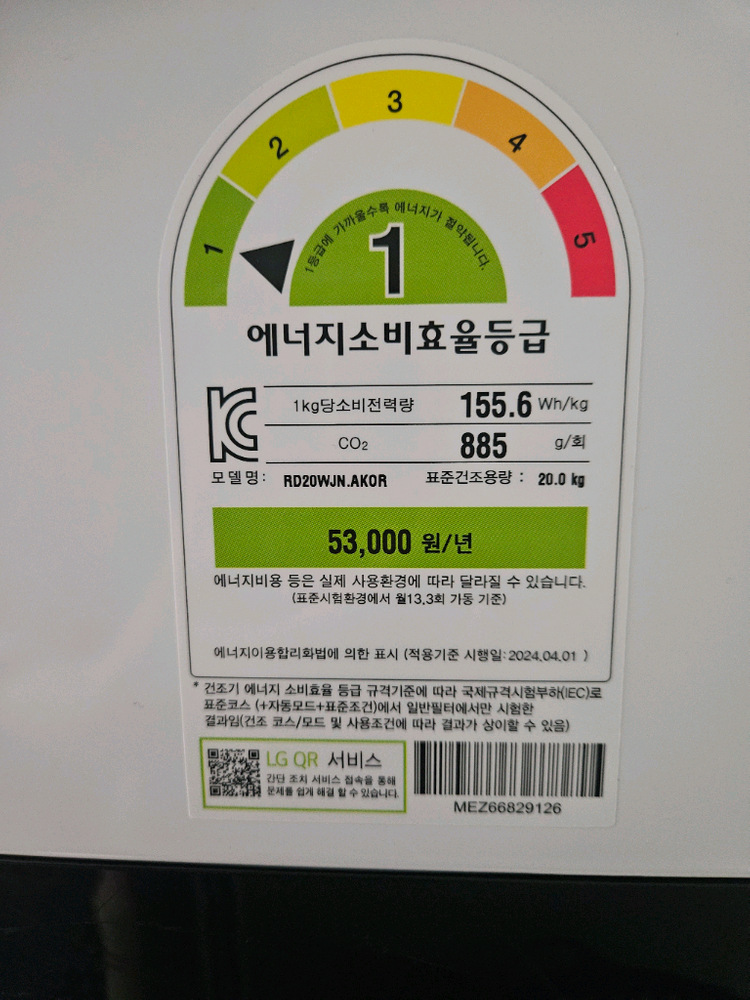 1
2
3
4
5
1등급에 가까울수록 에너지가 절약됩니다.
1
에너지소비효율등급
1kg당소비전력량 155.6 Wh/kg
CO₂ 885 g/회
모델명: RD20WJN.AKOR 표준건조용량 : 20.0 kg
53,000 원/년
에너지비용 등은 실제 사용환경에 따라 달라질 수 있습니다.
(표준시험환경에서 월13.3회 가동 기준)
에너지이용합리화법에 의한 표시 (적용기준 시행일: 2024.04.01 )
* 건조기 에너지 소비효율 등급 규격기준에 따라 국제규격시험부하(IEC)로
표준코스 (+자동모드+표준조건)에서 일반필터에서만 시험한
결과임(건조 코스/모드 및 사용조건에 따라 결과가 상이할 수 있음)
LG QR 서비스
간단 조치 서비스 접속을 통해
문제를 쉽게 해결 할 수 있습니다.
MEZ66829126